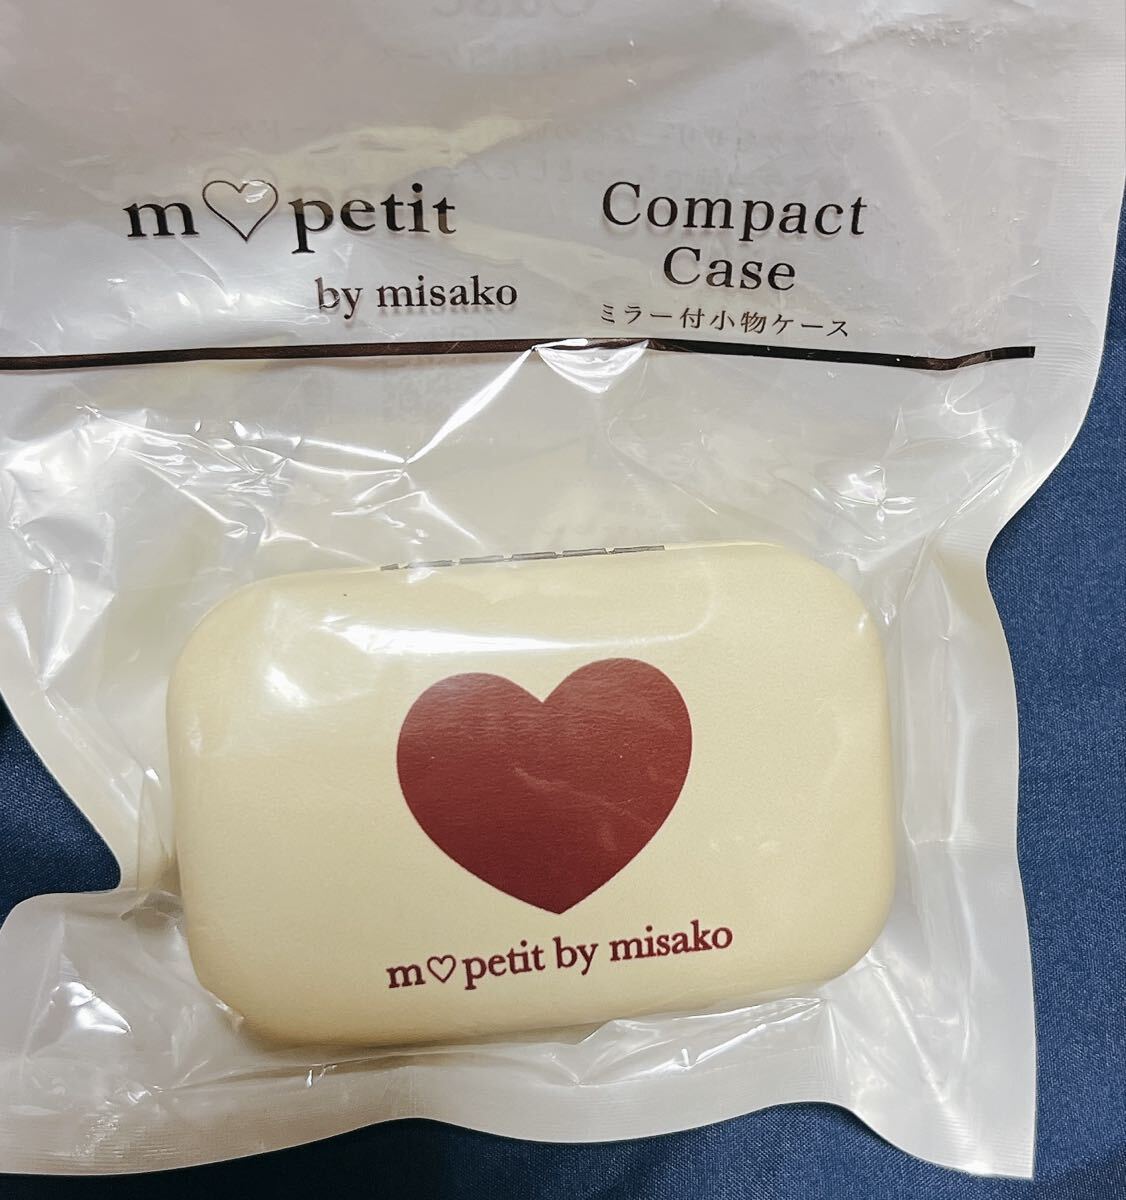 m♡petit
by misako
Compact
Case
ミラー付小物ケース
m♡petit by misako